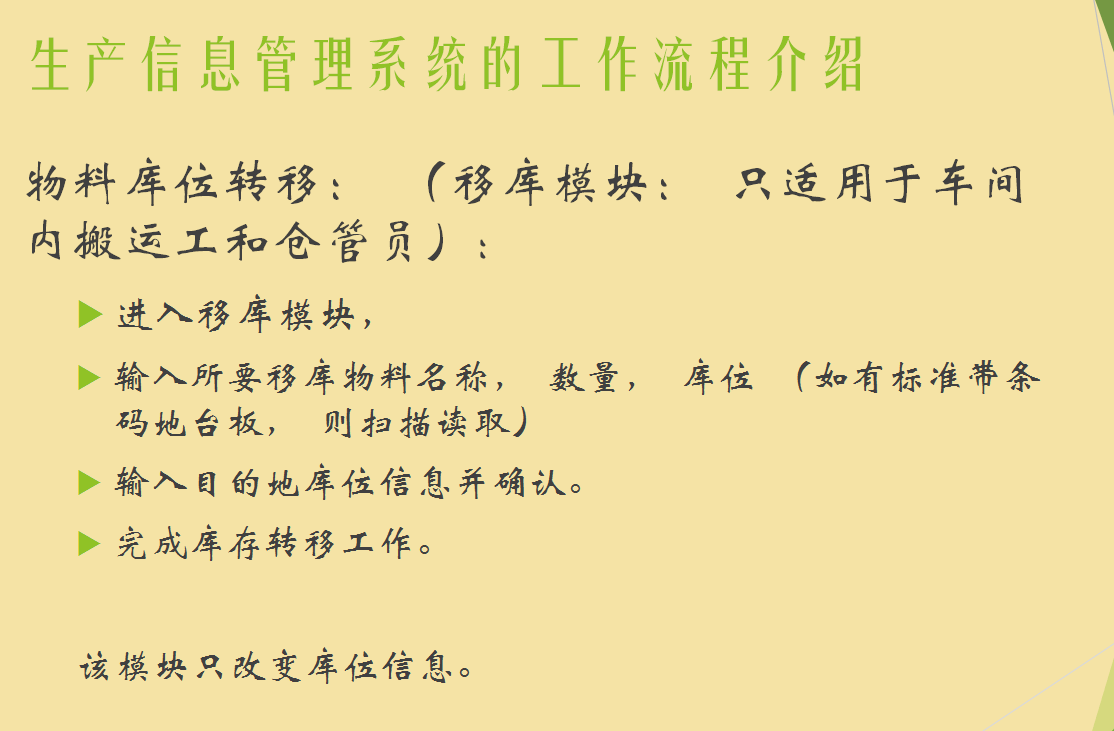 生产信息管理系统的工作流程介绍
物料库位转移： （移库模块： 只适用于车间
内搬运工和仓管员）：
进入移库模块，
输入所要移库物料名称， 数量， 库位 （如有标准带条
码地台板， 则扫描读取）
输入目的地库位信息并确认。
完成库存转移工作。
该模块只改变库位信息。